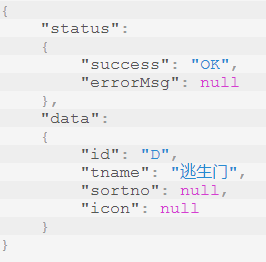 {
    "status":
    {
        "success": "OK",
        "errorMsg": null
    },
    "data":
    {
        "id": "D",
        "tname": "逃生门",
        "sortno": null,
        "icon": null
    }
}